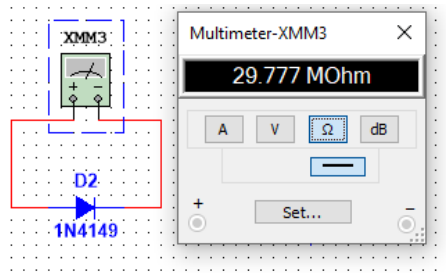 XMM3
+ −
D2
1N4149
Multimeter-XMM3
29.777 MOhm
A V Ω dB
+ Set... −